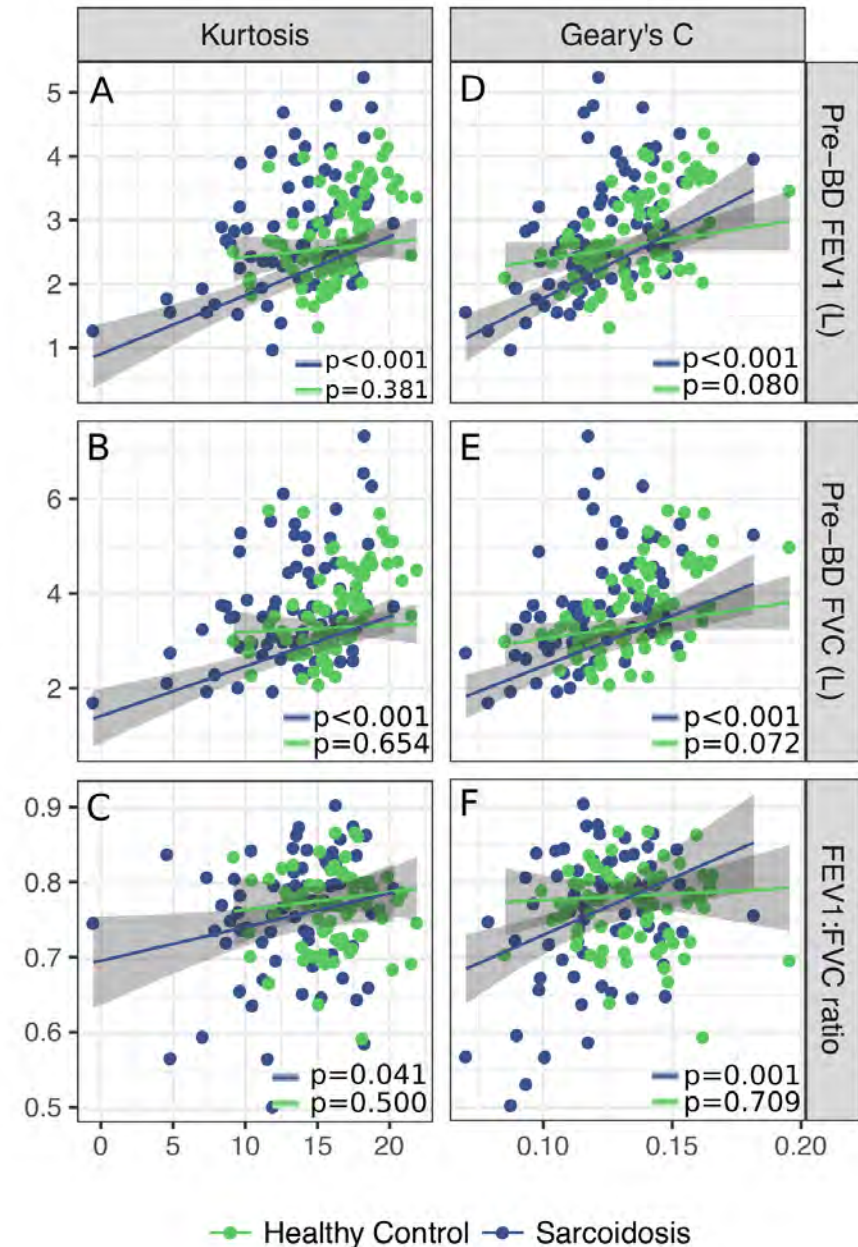 Kurtosis Geary's C
A D
5 4 3 2 1
Pre-BD FEV1 (L)
p<0.001 p<0.001
p=0.381 p=0.080
B E
6 4 2
Pre-BD FVC (L)
p<0.001 p<0.001
p=0.654 p=0.072
C F
0.9 0.8 0.7 0.6 0.5
FEV1:FVC ratio
p=0.041 p=0.001
p=0.500 p=0.709
0 5 10 15 20 0.10 0.15 0.20
Healthy Control Sarcoidosis